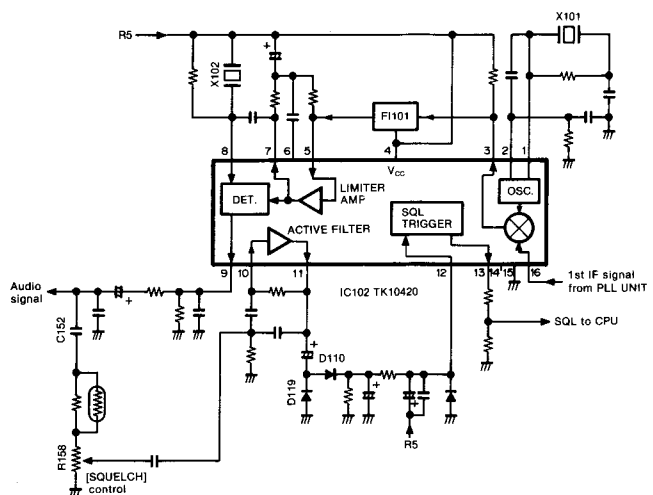 R5
X101
X102
FI101
8
7
6
5
4
3
2
1
VCC
DET.
LIMITER
AMP
OSC.
SQL
TRIGGER
ACTIVE FILTER
9
10
11
IC102 TK10420
12
13
14
15
16
1st IF signal
from PLL UNIT
Audio
signal
+
SQL to CPU
C152
D110
D119
+
+
+
+
R5
R158
[SQUELCH]
control